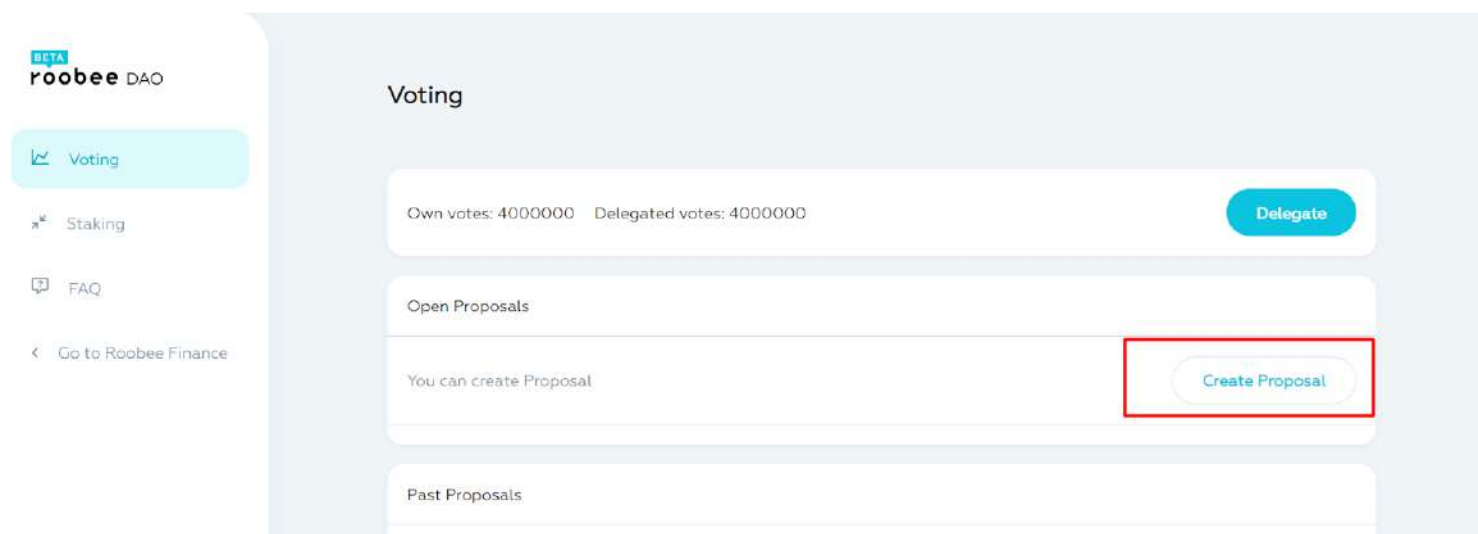 BETA
roobee DAO
Voting
Staking
FAQ
Go to Roobee Finance
Voting
Own votes: 4000000 Delegated votes: 4000000
Delegate
Open Proposals
You can create Proposal
Create Proposal
Past Proposals